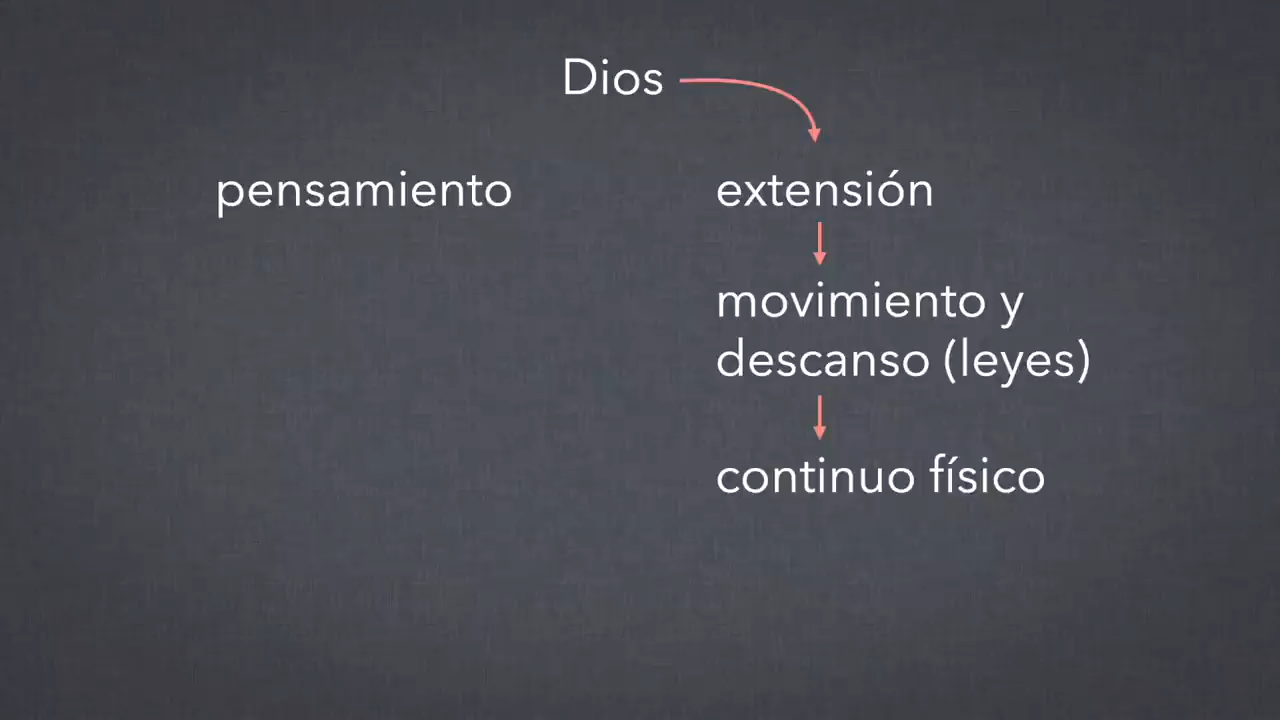 Dios
pensamiento
extensión
movimiento y
descanso (leyes)
continuo físico